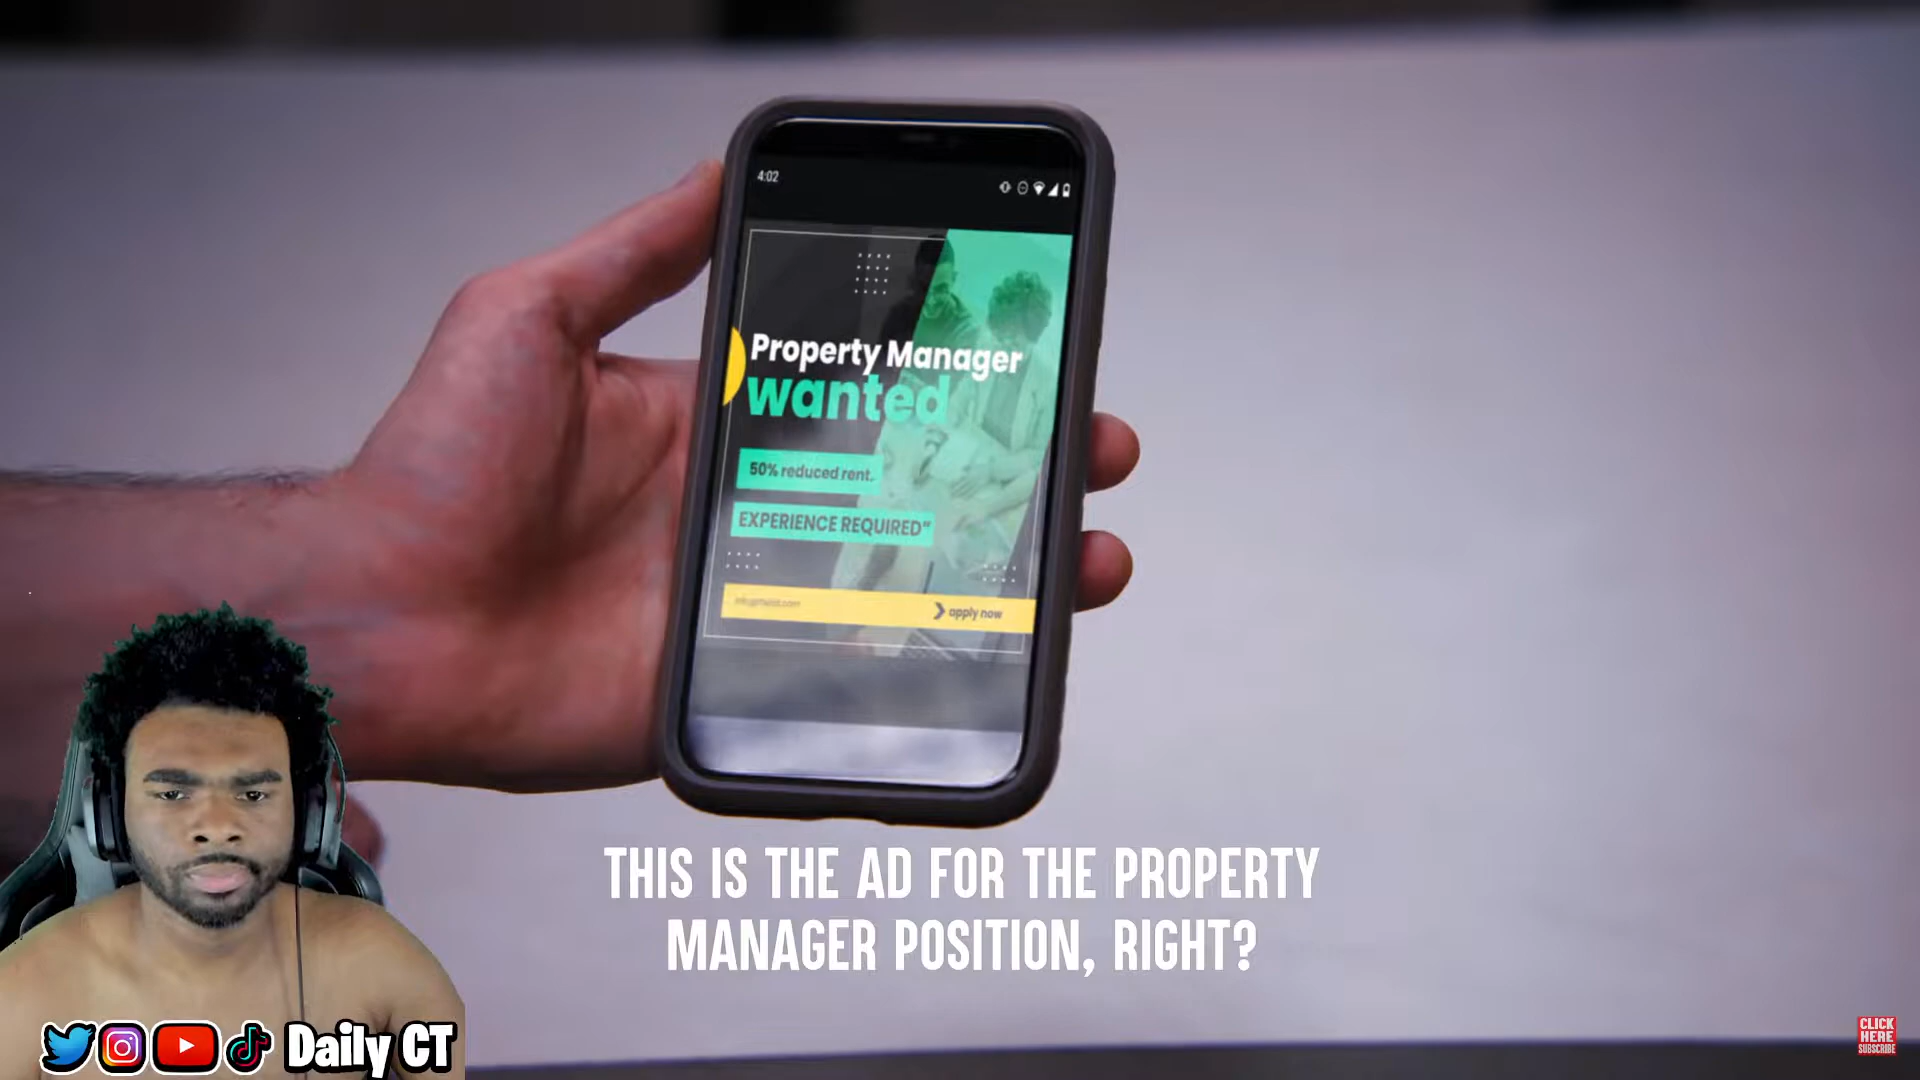 4:02
Property Manager
wanted
50% reduced rent.
EXPERIENCE REQUIRED"
apply now
THIS IS THE AD FOR THE PROPERTY
MANAGER POSITION, RIGHT?
Daily CT
CLICK
HERE
SUBSCRIBE